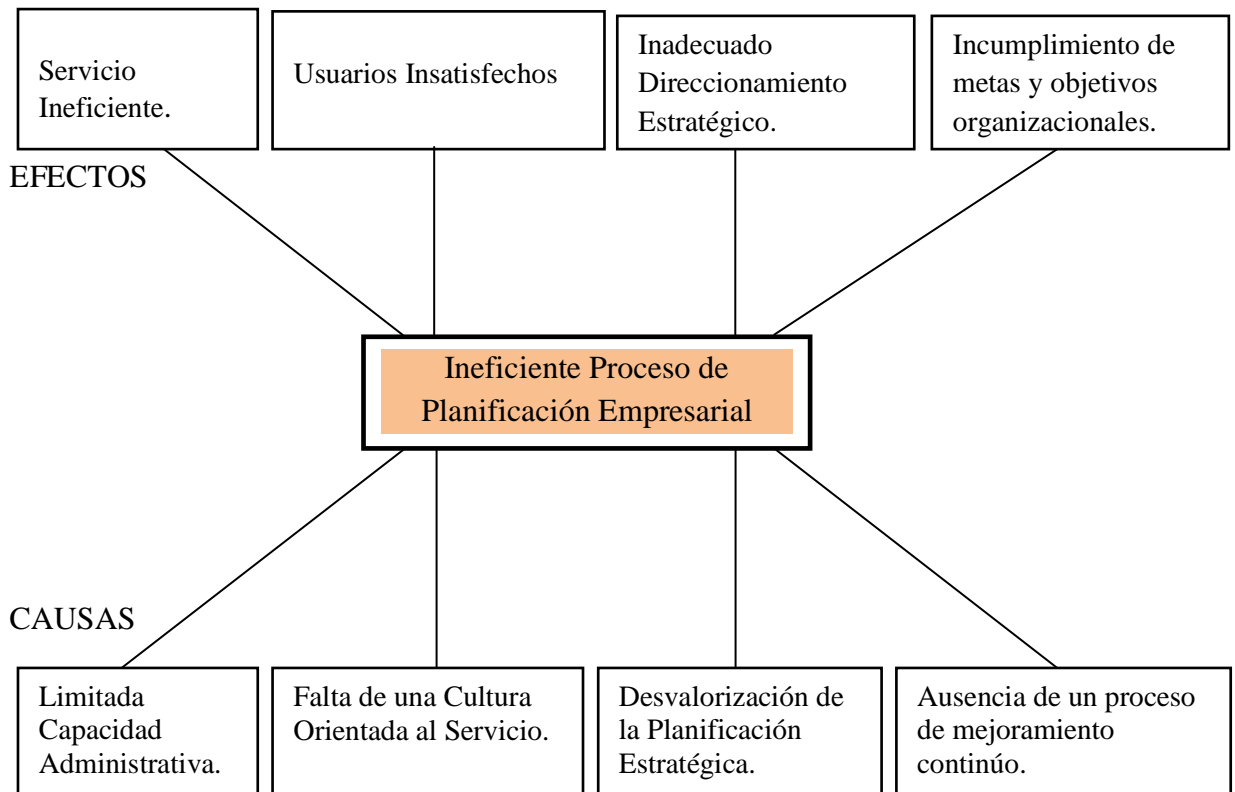 Servicio
Ineficiente.
Usuarios Insatisfechos
Inadecuado
Direccionamiento
Estratégico.
Incumplimiento de
metas y objetivos
organizacionales.
EFECTOS
Ineficiente Proceso de
Planificación Empresarial
CAUSAS
Limitada
Capacidad
Administrativa.
Falta de una Cultura
Orientada al Servicio.
Desvalorización de
la Planificación
Estratégica.
Ausencia de un proceso
de mejoramiento
continúo.